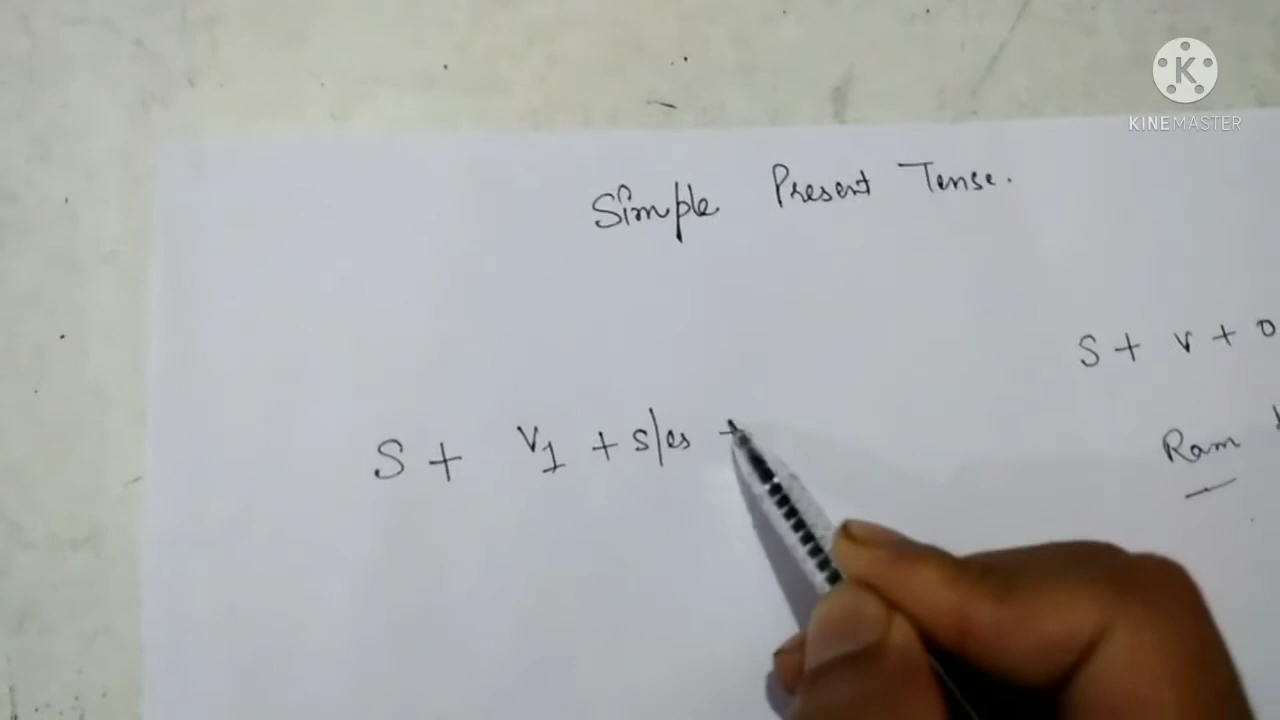 K
KINEMASTER
Simple Present Tense.
S + V + O
S + V1 + s/es +
Ram